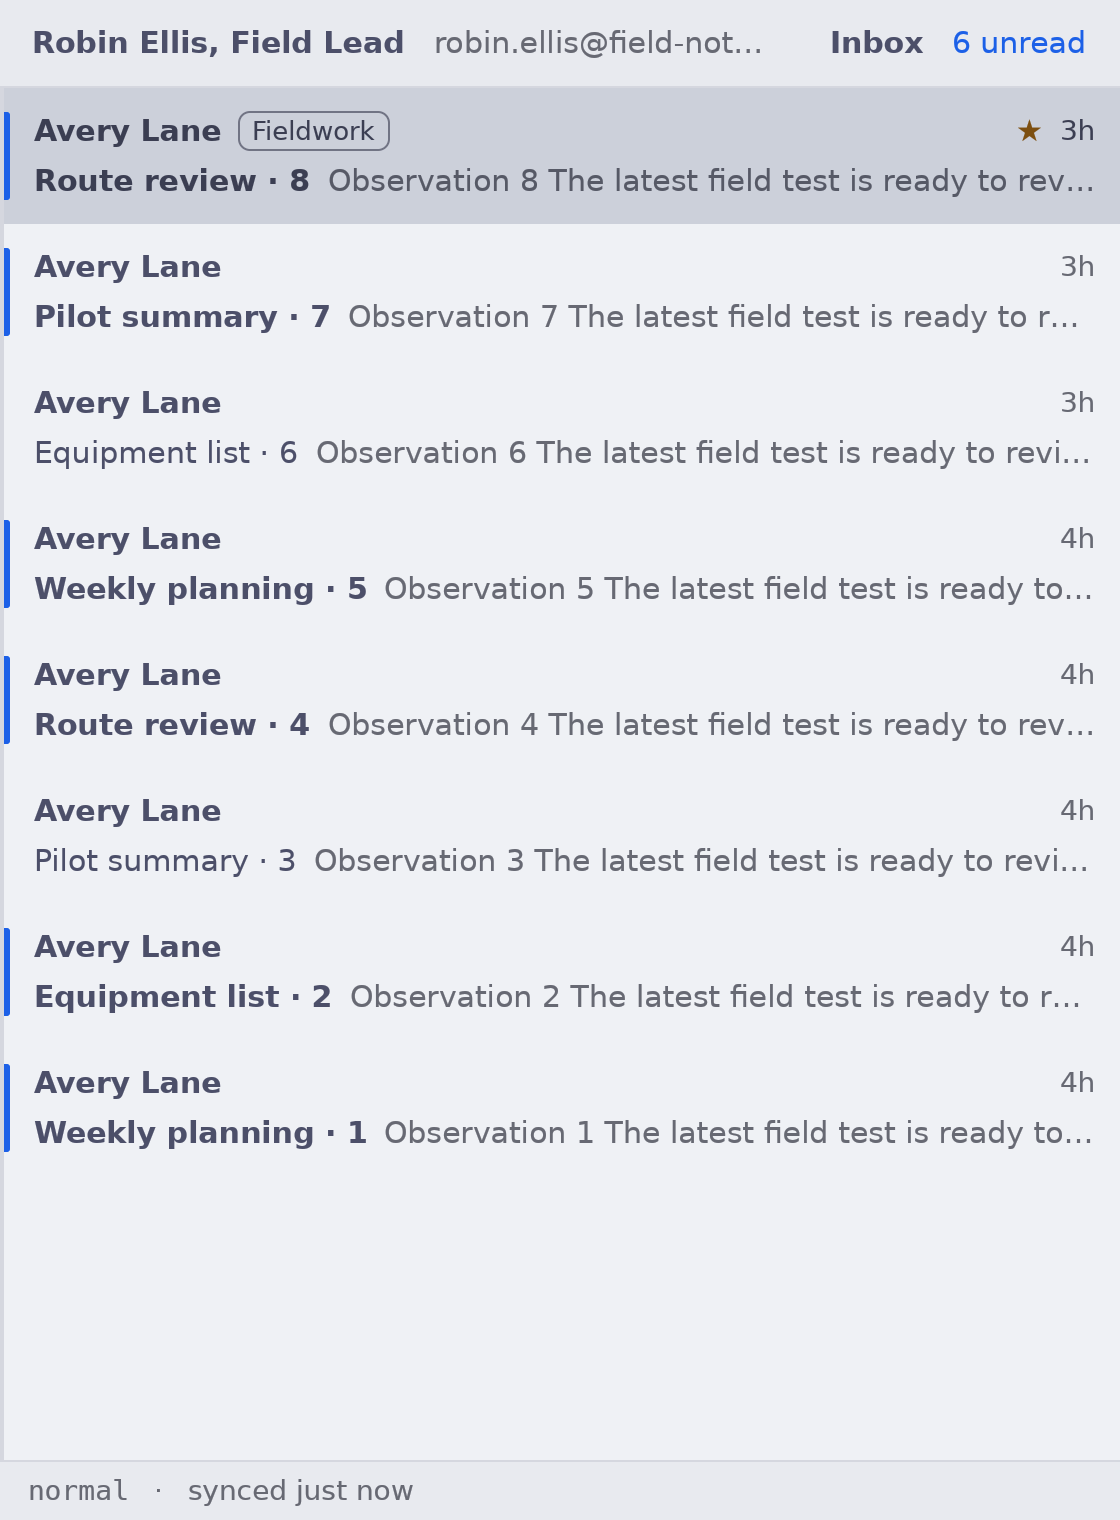 Robin Ellis, Field Lead robin.ellis@field-not… Inbox 6 unread
Avery Lane Fieldwork ★ 3h
Route review · 8 Observation 8 The latest field test is ready to rev…
Avery Lane 3h
Pilot summary · 7 Observation 7 The latest field test is ready to r…
Avery Lane 3h
Equipment list · 6 Observation 6 The latest field test is ready to revi…
Avery Lane 4h
Weekly planning · 5 Observation 5 The latest field test is ready to…
Avery Lane 4h
Route review · 4 Observation 4 The latest field test is ready to rev…
Avery Lane 4h
Pilot summary · 3 Observation 3 The latest field test is ready to revi…
Avery Lane 4h
Equipment list · 2 Observation 2 The latest field test is ready to r…
Avery Lane 4h
Weekly planning · 1 Observation 1 The latest field test is ready to…
normal · synced just now